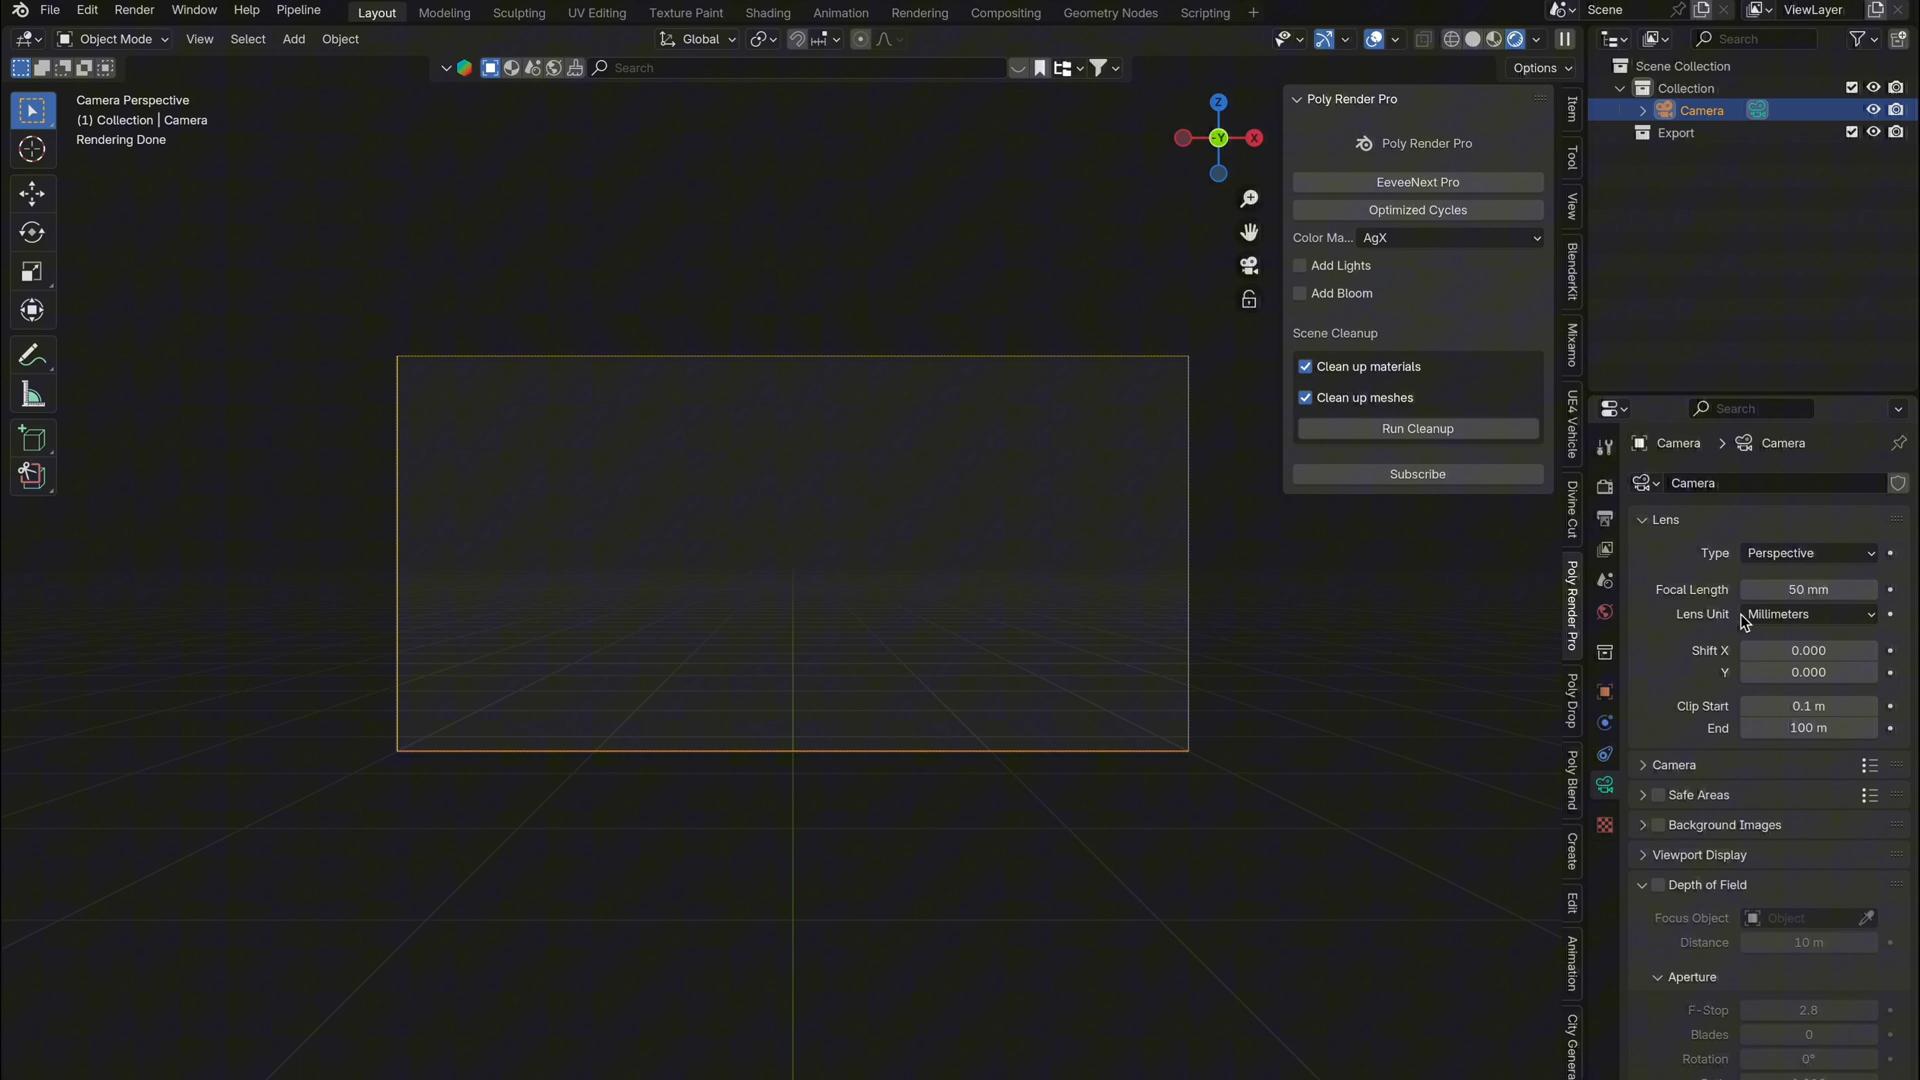 File Edit Render Window Help Pipeline Layout Modeling Sculpting UV Editing Texture Paint Shading Animation Rendering Compositing Geometry Nodes Scripting + Scene ViewLayer
Object Mode View Select Add Object Global Search
Search Options
Camera Perspective
(1) Collection | Camera
Rendering Done
Z
-Y X
Poly Render Pro
Poly Render Pro
EeveeNext Pro
Optimized Cycles
Color Ma... AgX
Add Lights
Add Bloom
Scene Cleanup
Clean up materials
Clean up meshes
Run Cleanup
Subscribe
Item
Tool
View
BlenderKit
Mixamo
UE4 Vehicle
Divine Cut
Poly Render Pro
Poly Drop
Poly Blend
Create
Edit
Animation
City Genera
Scene Collection
Collection
Camera
Export
Search
Camera > Camera
Camera
Lens
Type Perspective
Focal Length 50 mm
Lens Unit Millimeters
Shift X 0.000
Y 0.000
Clip Start 0.1 m
End 100 m
Camera
Safe Areas
Background Images
Viewport Display
Depth of Field
Focus Object Object
Distance 10 m
Aperture
F-Stop 2.8
Blades 0
Rotation 0°